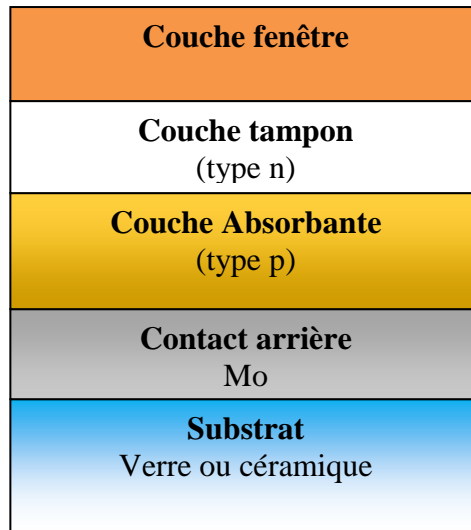 Couche fenêtre
Couche tampon
(type n)
Couche Absorbante
(type p)
Contact arrière
Mo
Substrat
Verre ou céramique